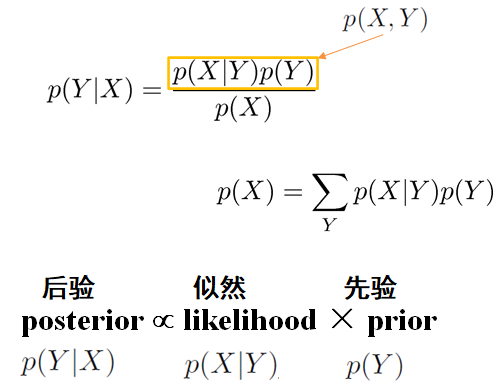 p(X, Y)
p(Y|X) = p(X|Y)p(Y) / p(X)
p(X) = ∑_Y p(X|Y)p(Y)
后验 似然 先验
posterior ∝ likelihood × prior
p(Y|X) p(X|Y) p(Y)